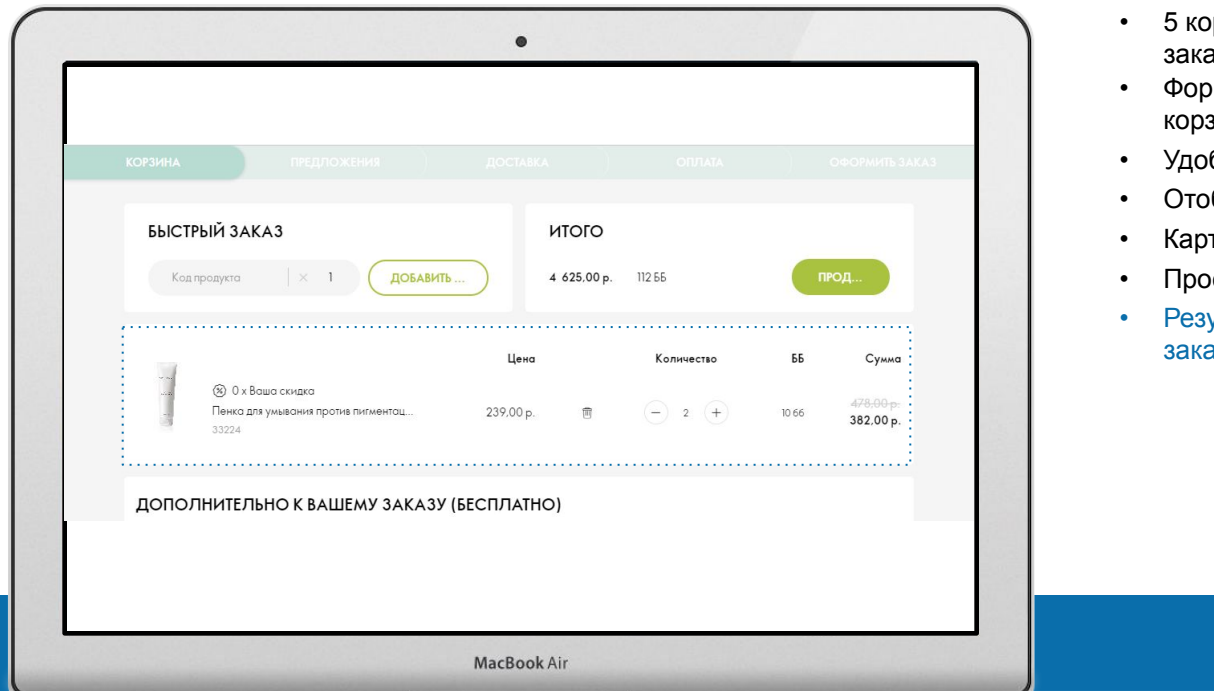 КОРЗИНА ПРЕДЛОЖЕНИЯ ДОСТАВКА ОПЛАТА ОФОРМИТЬ ЗАКАЗ
БЫСТРЫЙ ЗАКАЗ
Код продукта × 1 ДОБАВИТЬ ...
ИТОГО
4 625,00 р. 112 ББ ПРОД...
Цена Количество ББ Сумма
0 x Ваша скидка
Пенка для умывания против пигментац...
33224
239,00 р. − 2 + 10 бб
478,00 р.
382,00 р.
ДОПОЛНИТЕЛЬНО К ВАШЕМУ ЗАКАЗУ (БЕСПЛАТНО)
MacBook Air
• 5